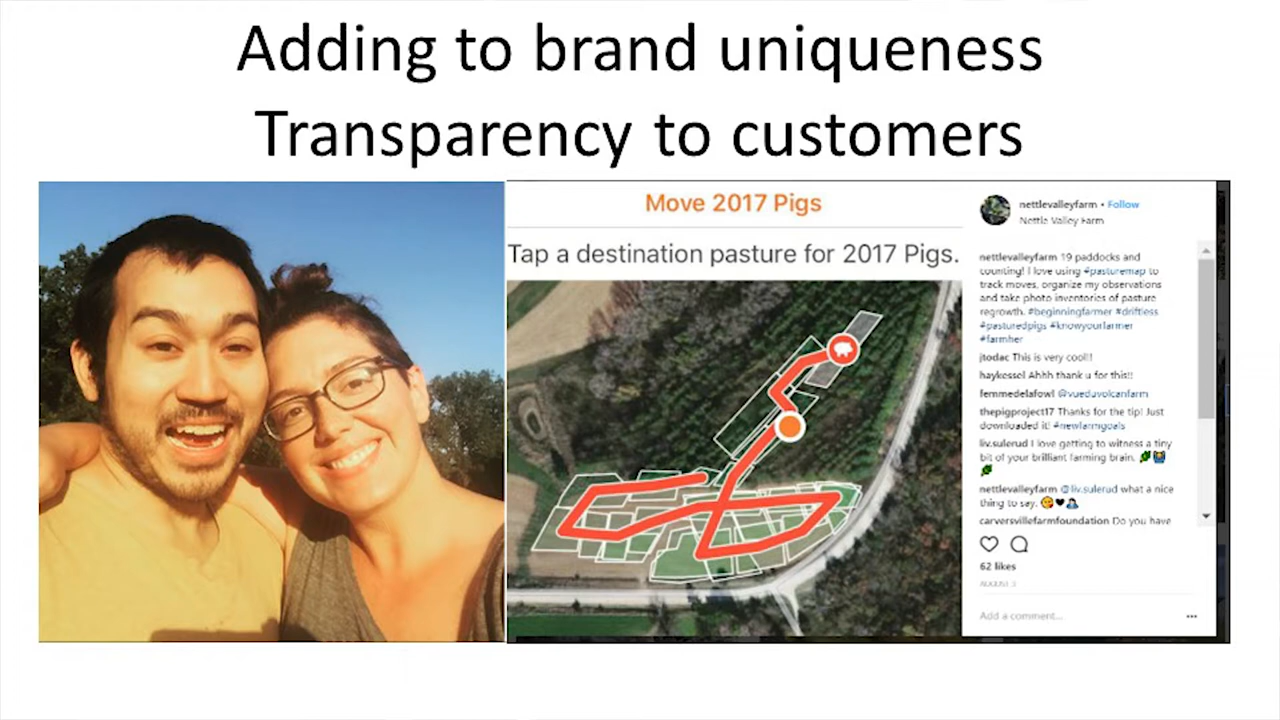 Adding to brand uniqueness
Transparency to customers
Move 2017 Pigs
Tap a destination pasture for 2017 Pigs.
nettlevalleyfarm • Follow
Nettle Valley Farm
nettlevalleyfarm 19 paddocks and
counting! I love using #pasturemap to
track moves, organize my observations
and take photo inventories of pasture
regrowth. #beginningfarmer #driftless
#pasturedpigs #knowyourfarmer
#farmher
jtodac This is very cool!!
haykessel Ahhh thank u for this!!
femmedelafowl @vueduvolcanfarm
thepigproject17 Thanks for the tip! Just
downloaded it! #newfarmgoals
liv.sulerud I love getting to witness a tiny
bit of your brilliant farming brain.
nettlevalleyfarm @liv.sulerud what a nice
thing to say.
carversvillefarmfoundation Do you have
62 likes
AUGUST 3
Add a comment...